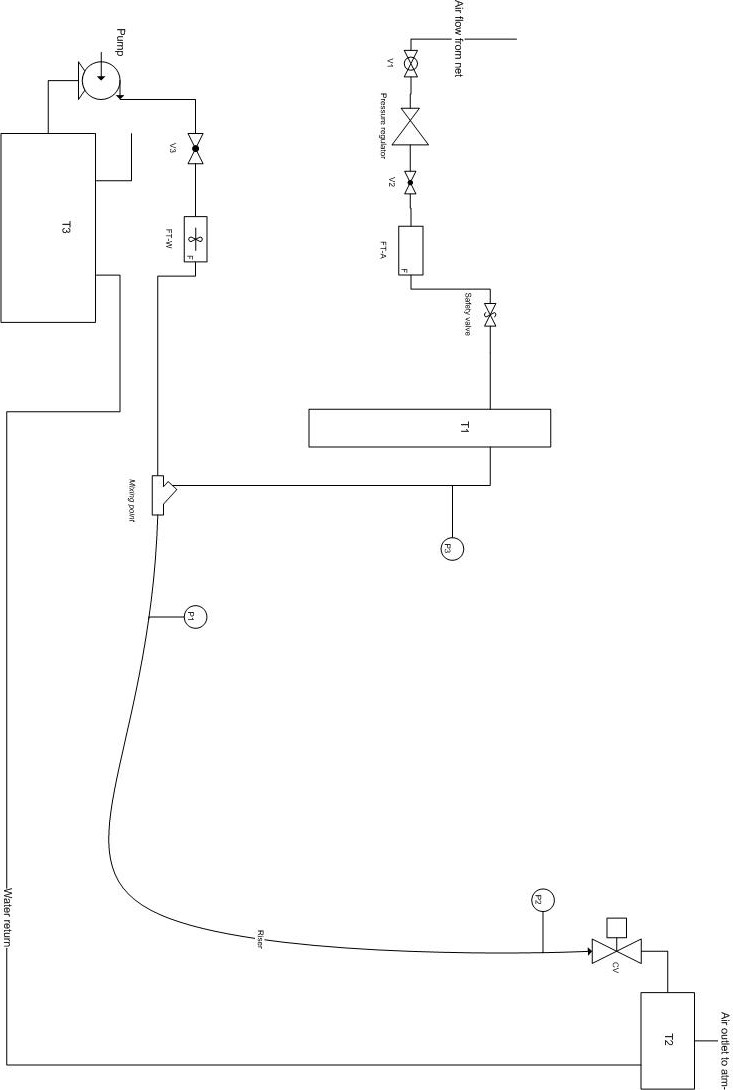 Air flow from net
V1
Pressure regulator
V2
FT-A
F
Safety valve
T1
P3
Pump
V3
FT-W
F
T3
Mixing point
P1
Riser
P2
CV
T2
Air outlet to atm-
Water return